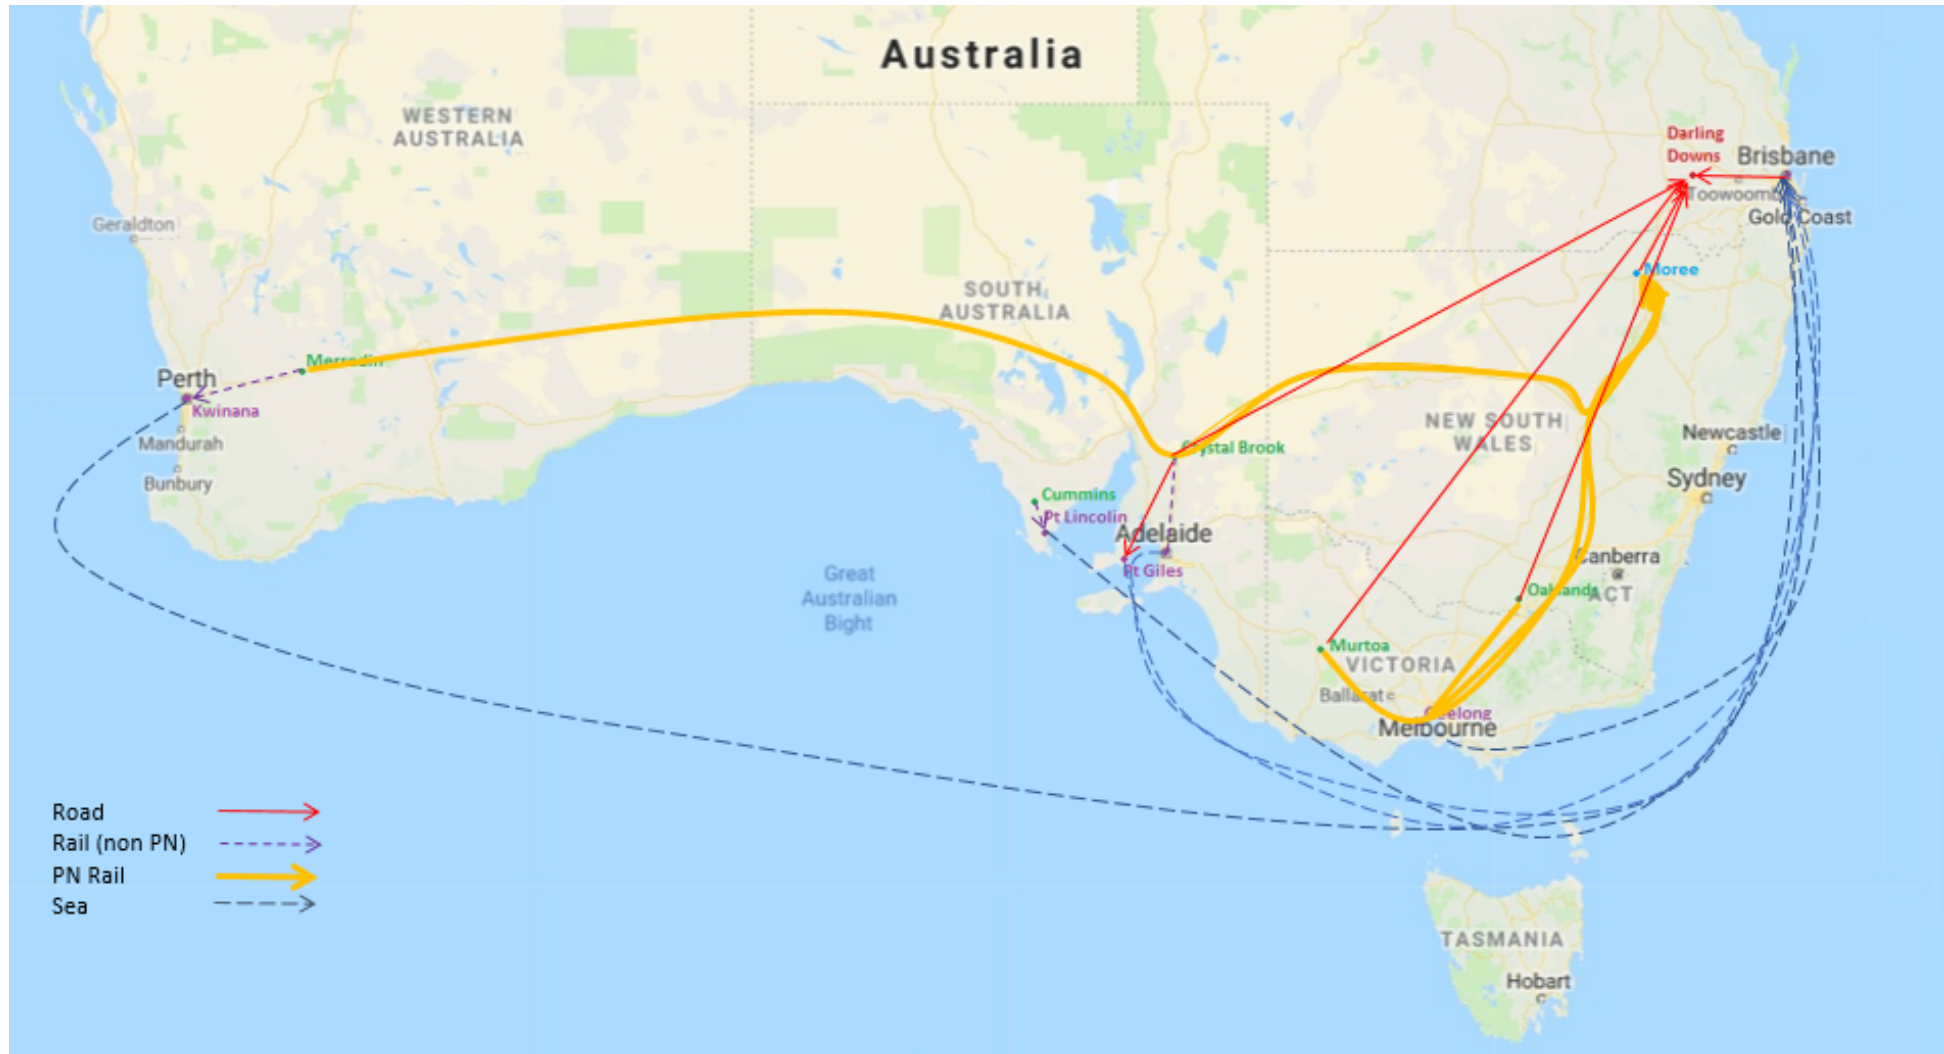 Australia
WESTERN
AUSTRALIA
Darling
Downs
Brisbane
Toowoomb
Gold Coast
Geraldton
Moree
SOUTH
AUSTRALIA
Merredin
Perth
Kwinana
Mandurah
Bunbury
NEW SOUTH
WALES
Newcastle
Sydney
Crystal Brook
Cummins
Pt Lincolin
Adelaide
Pt Giles
Canberra
ACT
Oaklands
Great
Australian
Bight
Murtoa
VICTORIA
Ballarat
Geelong
Melbourne
Road
Rail (non PN)
PN Rail
Sea
TASMANIA
Hobart